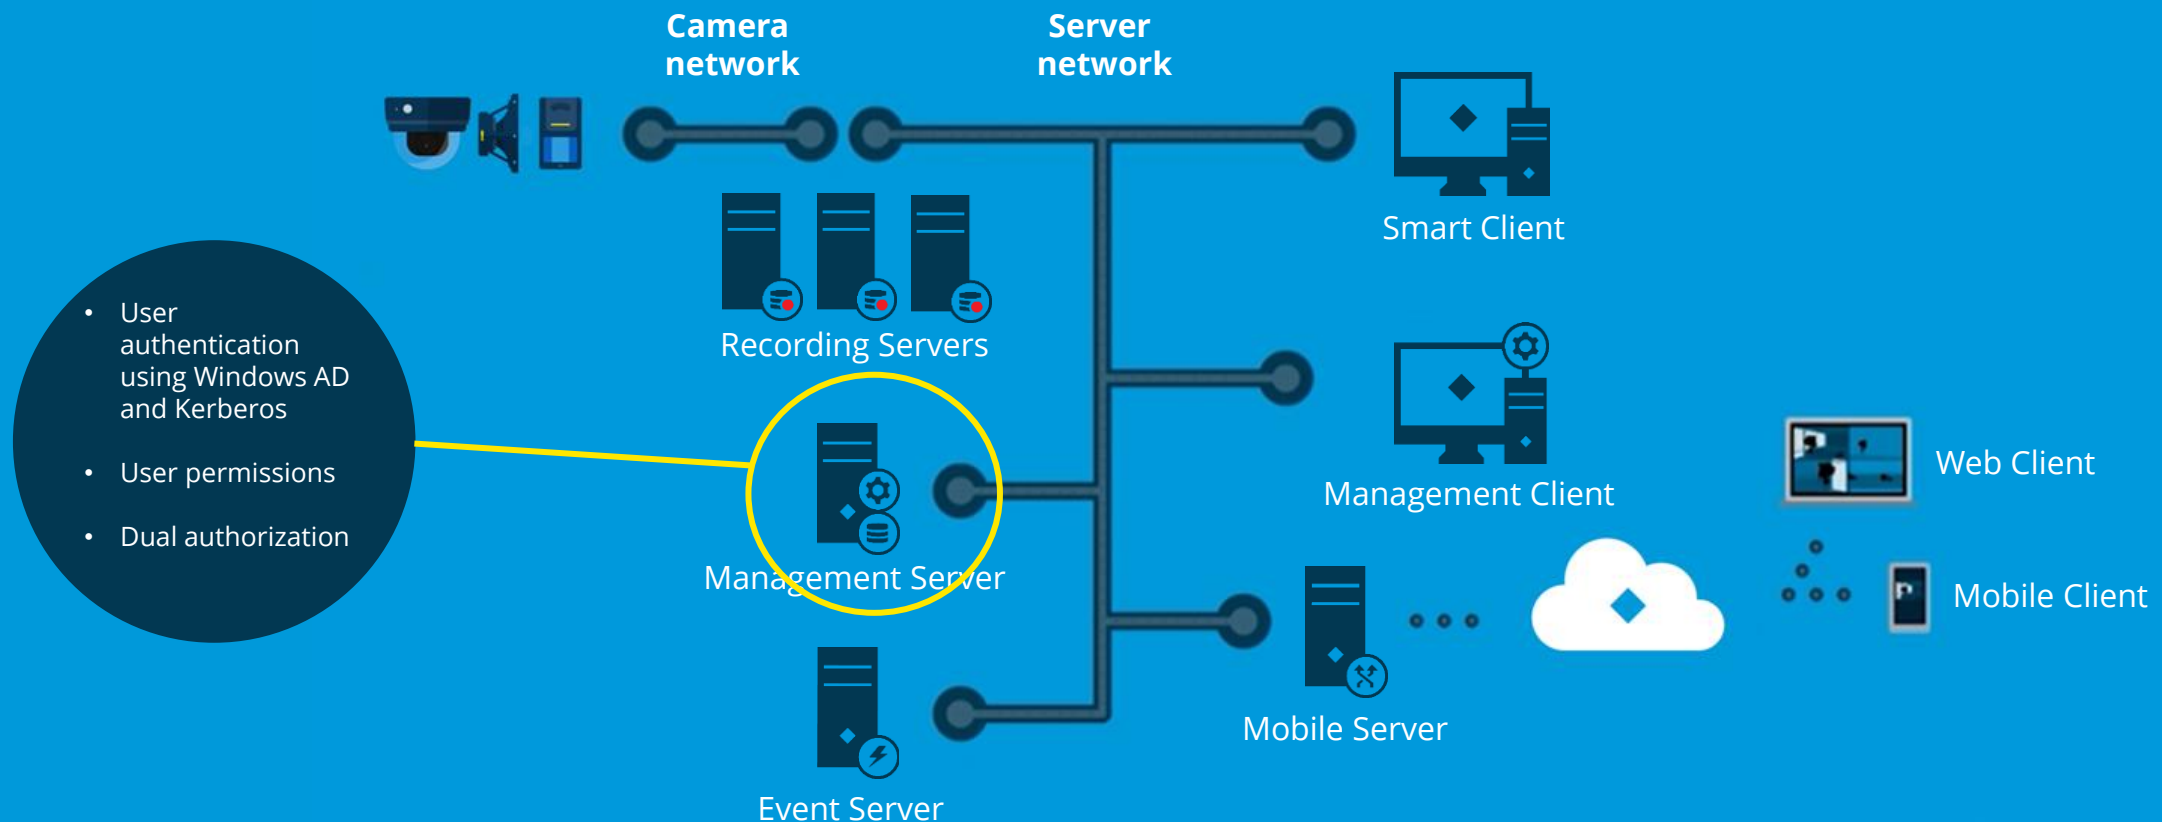 Camera
network
Server
network
Smart Client
Recording Servers
• User
authentication
using Windows AD
and Kerberos
• User permissions
• Dual authorization
Management Server
Management Client
Web Client
Mobile Client
Mobile Server
Event Server